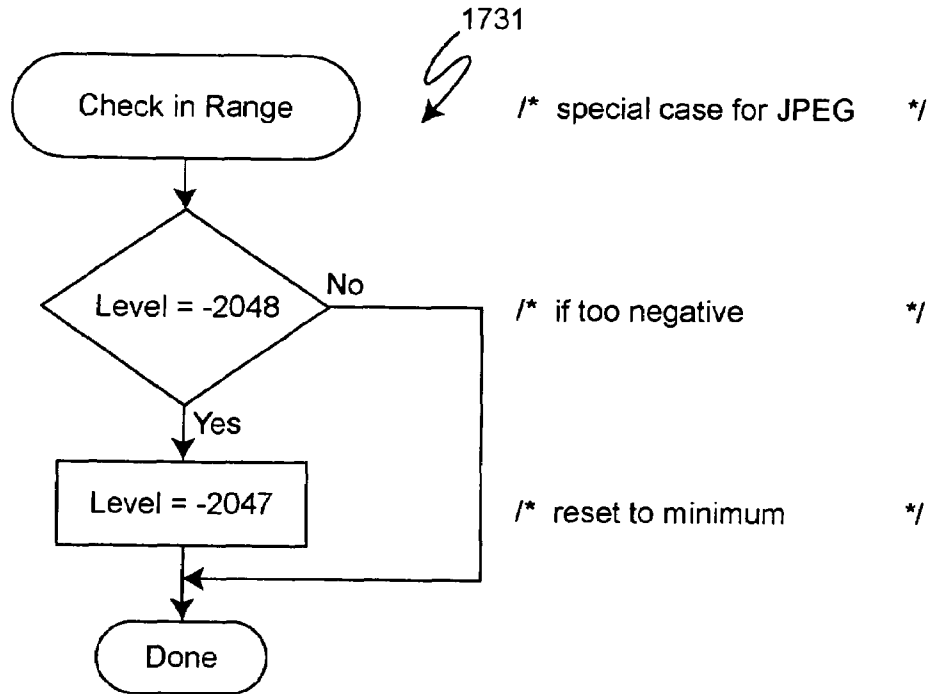 1731
Check in Range
/* special case for JPEG */
No
Level = -2048
/* if too negative */
Yes
Level = -2047
/* reset to minimum */
Done